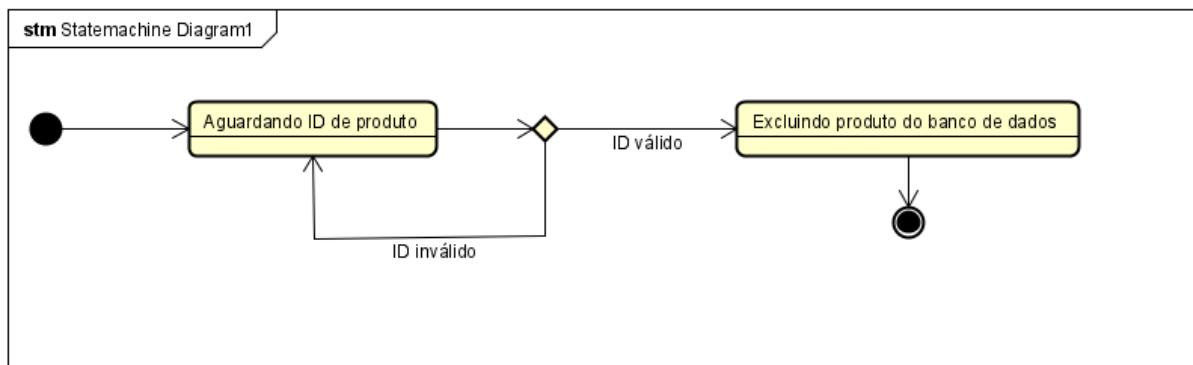 stm Statemachine Diagram1
Aguardando ID de produto
Excluindo produto do banco de dados
ID válido
ID inválido